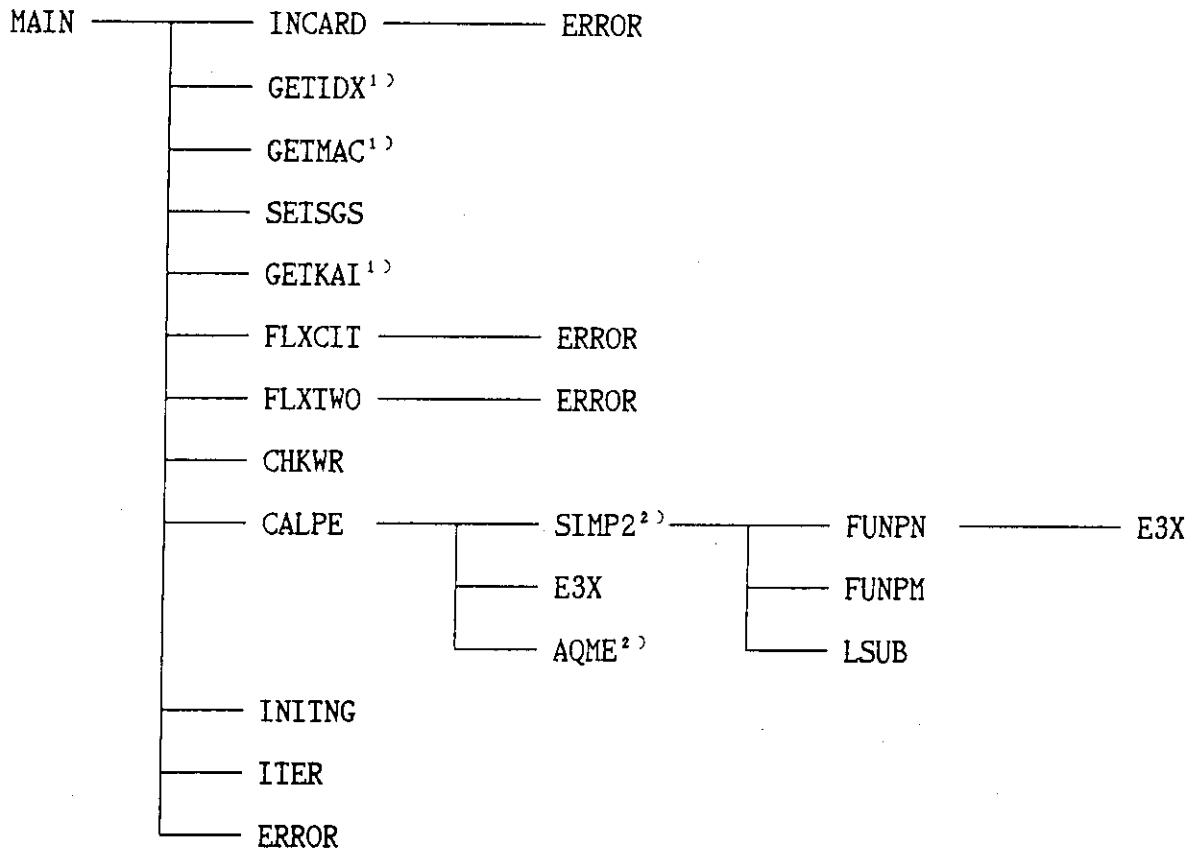 MAIN INCARD ERROR
GETIDX¹⁾
GETMAC¹⁾
SETSGS
GETKAI¹⁾
FLXCIT ERROR
FLXTWO ERROR
CHKWR
CALPE SIMP2²⁾ FUNPN E3X
E3X FUNPM
AQME²⁾ LSUB
INITNG
ITER
ERROR